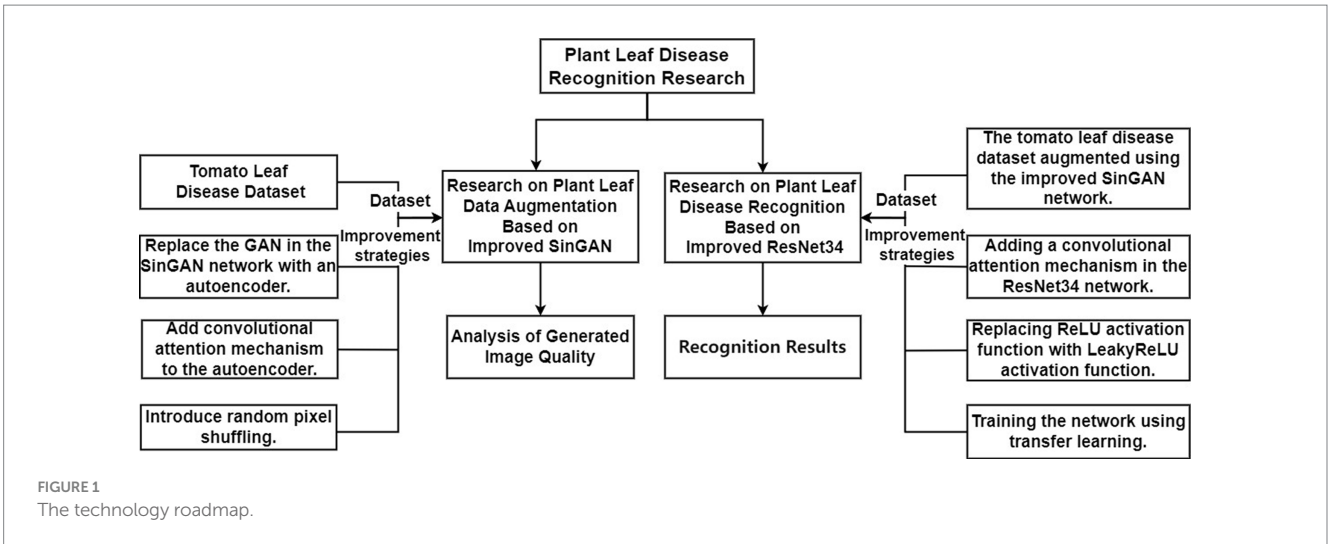 Plant Leaf Disease
Recognition Research
Tomato Leaf
Disease Dataset
Replace the GAN in the
SinGAN network with an
autoencoder.
Add convolutional
attention mechanism
to the autoencoder.
Introduce random pixel
shuffling.
Dataset
Improvement
strategies
Research on Plant Leaf
Data Augmentation
Based on
Improved SinGAN
Analysis of Generated
Image Quality
Research on Plant Leaf
Disease Recognition
Based on
Improved ResNet34
Recognition Results
Dataset
Improvement
strategies
The tomato leaf disease
dataset augmented using
the improved SinGAN
network.
Adding a convolutional
attention mechanism in the
ResNet34 network.
Replacing ReLU activation
function with LeakyReLU
activation function.
Training the network using
transfer learning.
FIGURE 1
The technology roadmap.